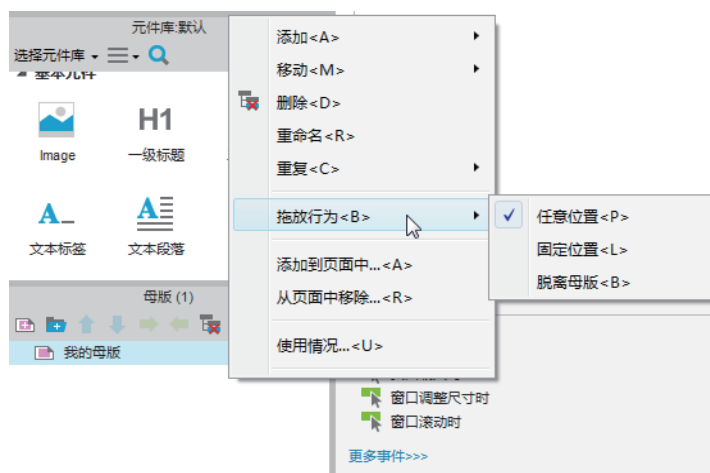 元件库:默认
选择元件库
基本元件
Image
H1
一级标题
A_
文本标签
A
文本段落
母版 (1)
我的母版
添加<A>
移动<M>
删除<D>
重命名<R>
重复<C>
拖放行为<B>
添加到页面中...<A>
从页面中移除...<R>
使用情况...<U>
任意位置<P>
固定位置<L>
脱离母版<B>
窗口调整尺寸时
窗口滚动时
更多事件>>>